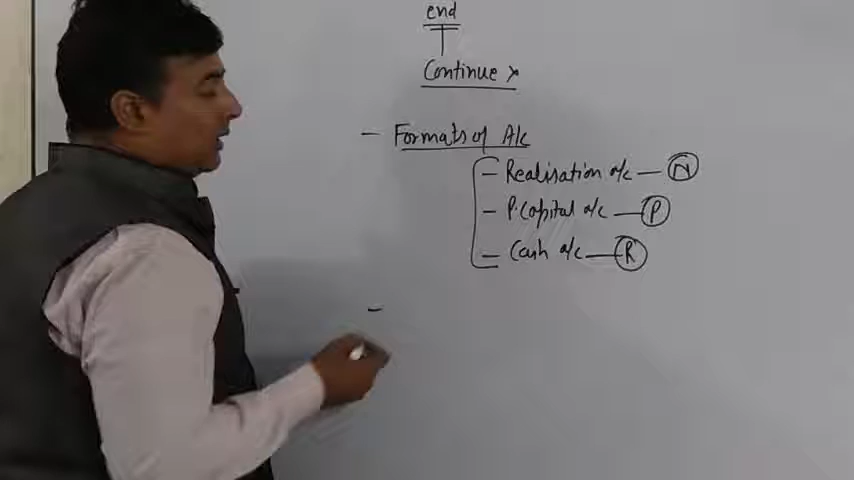 end
Continue ×
- Formats of A/c
- Realisation a/c - N
- P. Capital a/c - P
- Cash a/c - R
-